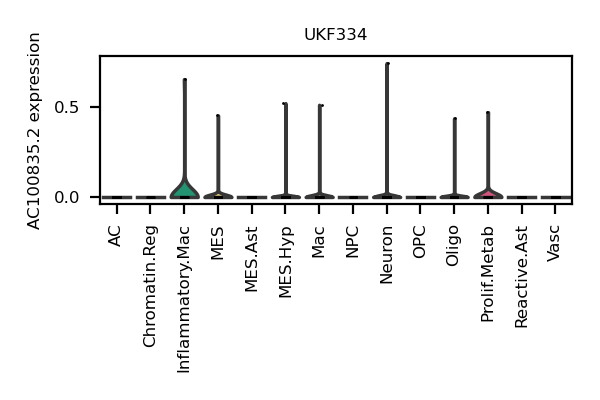 UKF334
AC100835.2 expression
0.5
0.0
AC
Chromatin.Reg
Inflammatory.Mac
MES
MES.Ast
MES.Hyp
Mac
NPC
Neuron
OPC
Oligo
Prolif.Metab
Reactive.Ast
Vasc